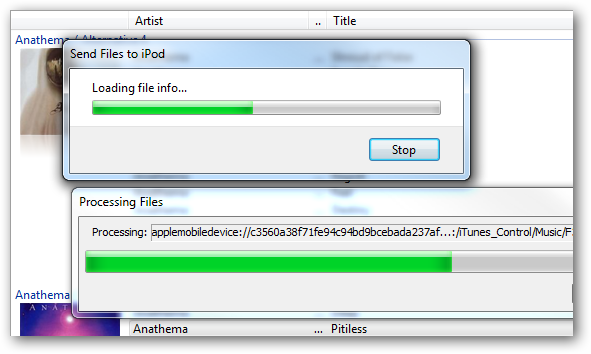 Artist .. Title
Anathema / Alternative 4
Send Files to iPod
Loading file info...
Stop
Processing Files
Processing: applemobiledevice://c3560a38f71fe94c94bd9bcebada237af...:/iTunes_Control/Music/F
Anathema
ANATHEMA
Anathema ... Pitiless